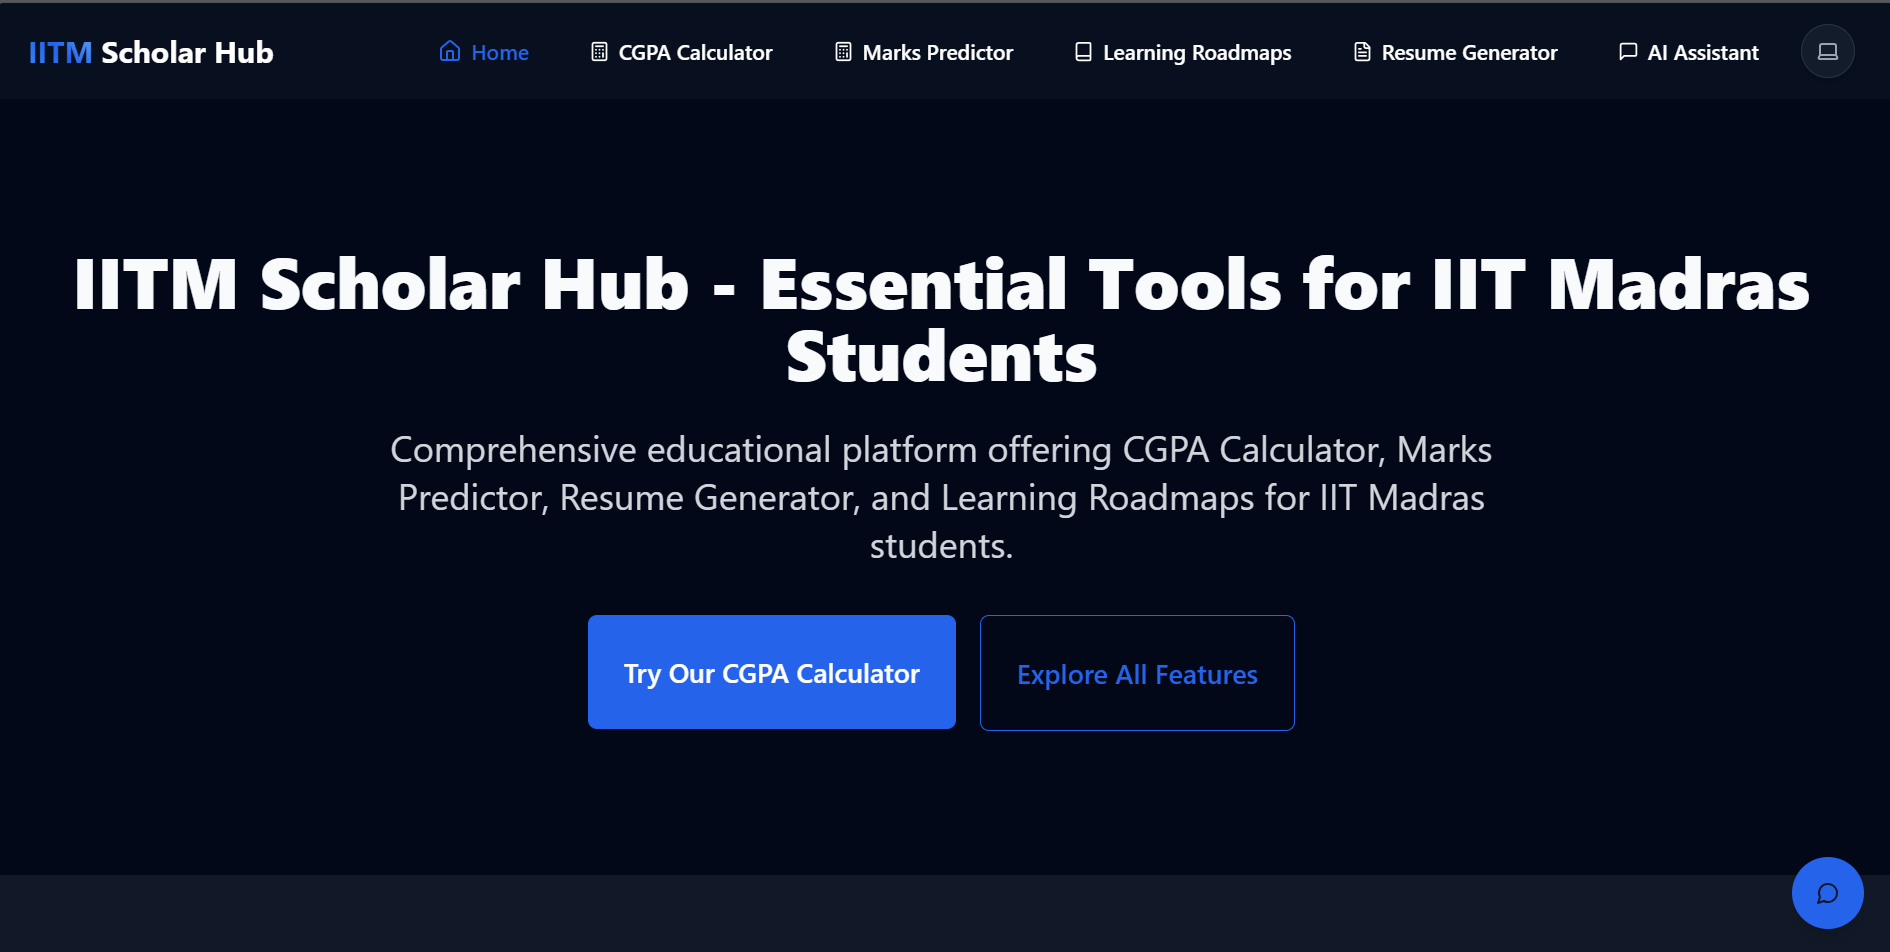 IITM Scholar Hub
Home
CGPA Calculator
Marks Predictor
Learning Roadmaps
Resume Generator
AI Assistant
IITM Scholar Hub - Essential Tools for IIT Madras
Students
Comprehensive educational platform offering CGPA Calculator, Marks
Predictor, Resume Generator, and Learning Roadmaps for IIT Madras
students.
Try Our CGPA Calculator
Explore All Features